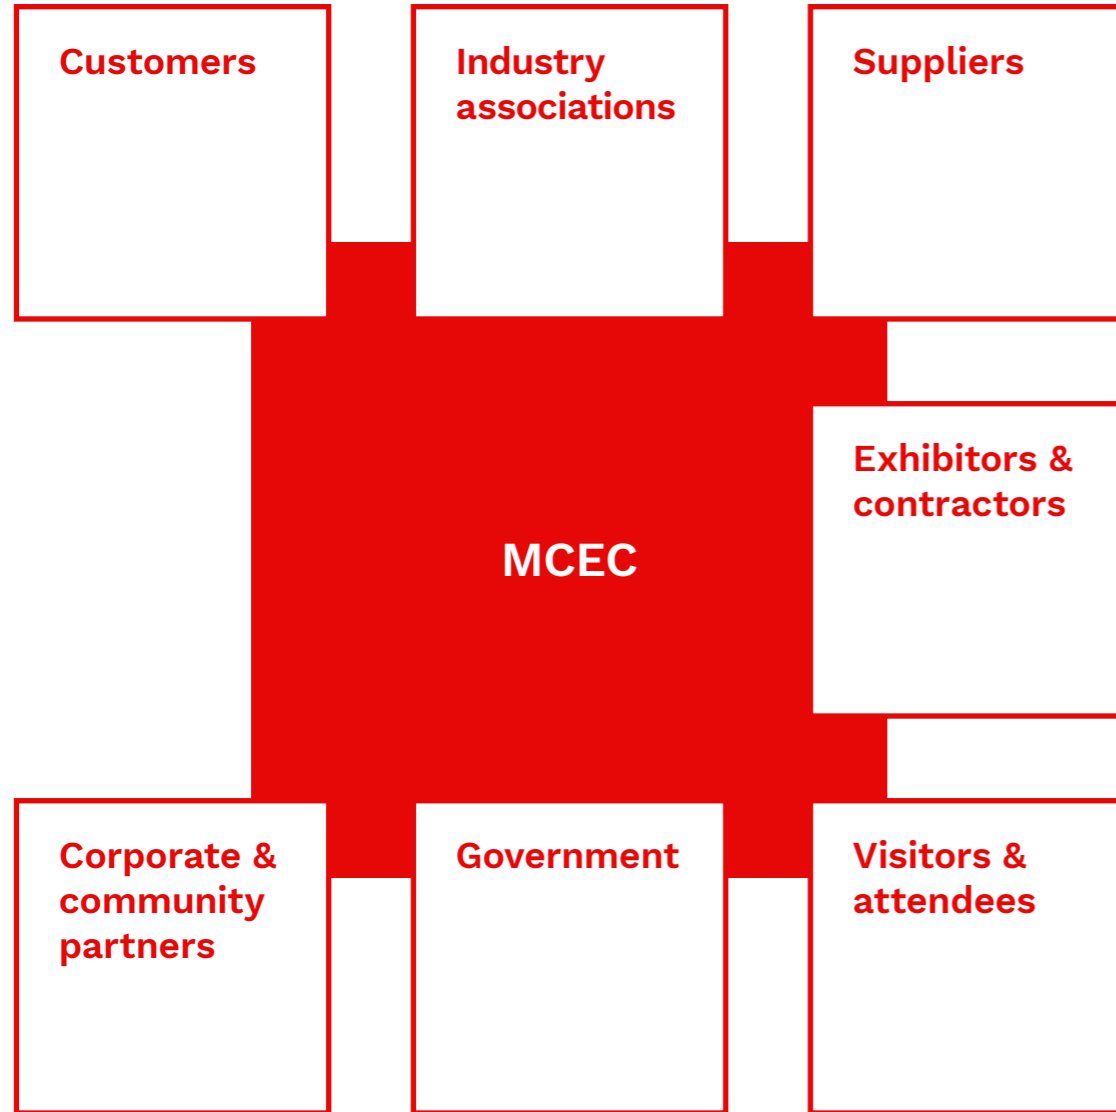 Customers
Industry
associations
Suppliers
Exhibitors &
contractors
MCEC
Corporate &
community
partners
Government
Visitors &
attendees